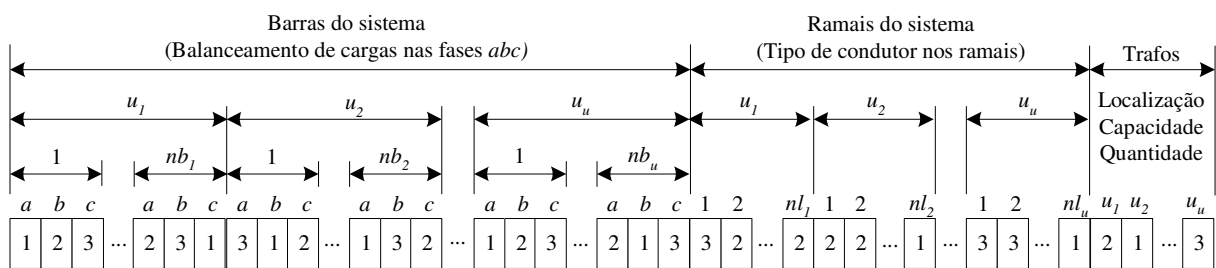 Barras do sistema Ramais do sistema
(Balanceamento de cargas nas fases abc) (Tipo de condutor nos ramais) Trafos
u1 u2 uu u1 u2 uu Localização
Capacidade
1 nb1 1 nb2 1 nbu Quantidade
a b c a b c a b c a b c a b c a b c 1 2 nl1 1 2 nl2 1 2 nlu u1 u2 uu
1 2 3 ... 2 3 1 3 1 2 ... 1 3 2 ... 1 2 3 ... 2 1 3 3 2 ... 2 2 2 ... 1 ... 3 3 ... 1 2 1 ... 3